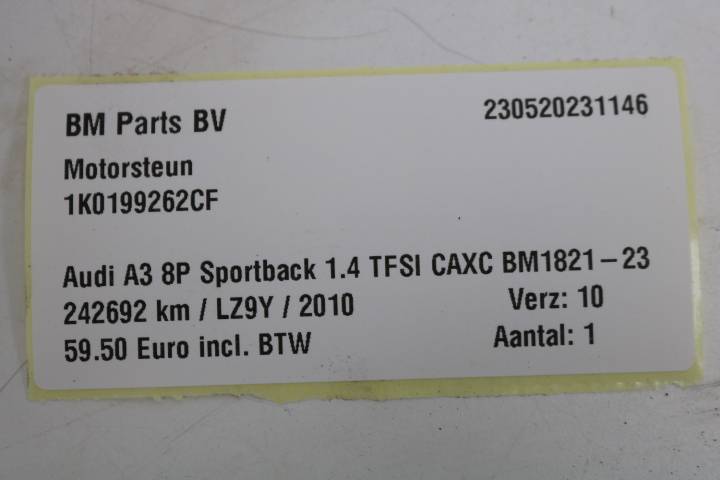 BM Parts BV 230520231146
Motorsteun
1K0199262CF
Audi A3 8P Sportback 1.4 TFSI CAXC BM1821-23
242692 km / LZ9Y / 2010 Verz: 10
59.50 Euro incl. BTW Aantal: 1